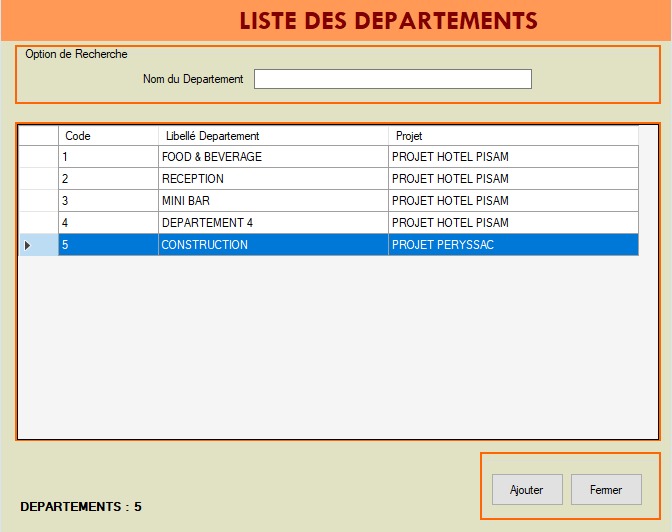 LISTE DES DEPARTEMENTS
Option de Recherche
Nom du Departement
Code Libellé Departement Projet
1 FOOD & BEVERAGE PROJET HOTEL PISAM
2 RECEPTION PROJET HOTEL PISAM
3 MINI BAR PROJET HOTEL PISAM
4 DEPARTEMENT 4 PROJET HOTEL PISAM
5 CONSTRUCTION PROJET PERYSSAC
Ajouter Fermer
DEPARTEMENTS : 5